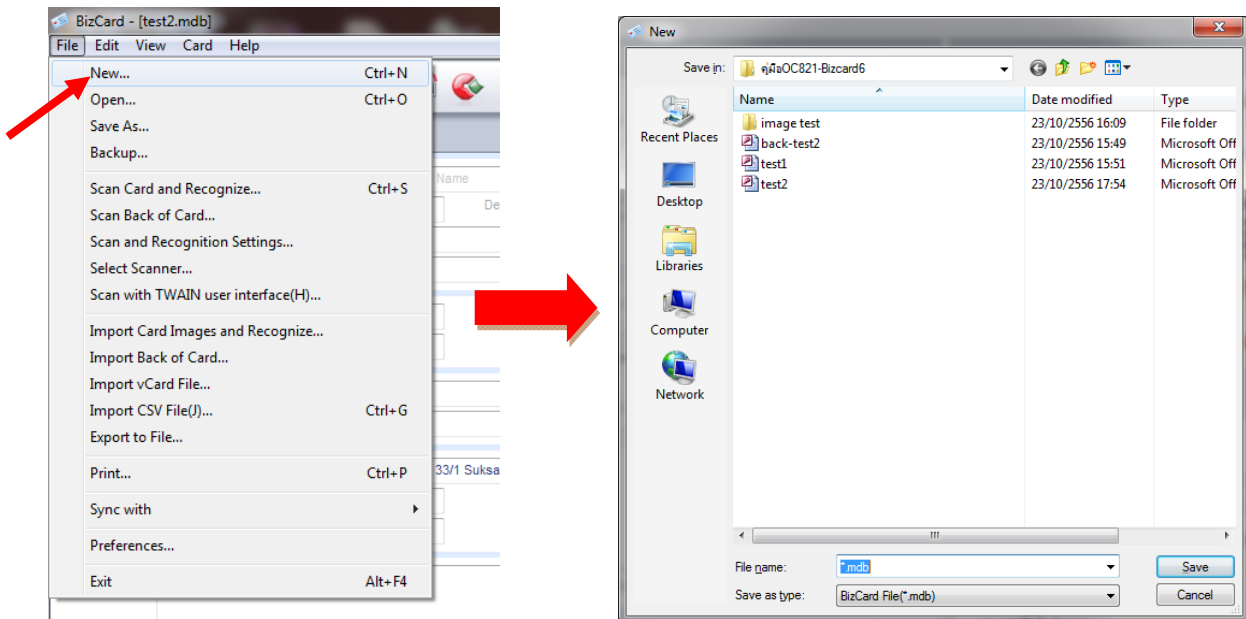 BizCard - [test2.mdb]
File Edit View Card Help
New... Ctrl+N
Open... Ctrl+O
Save As...
Backup...
Scan Card and Recognize... Ctrl+S
Scan Back of Card...
Scan and Recognition Settings...
Select Scanner...
Scan with TWAIN user interface(H)...
Import Card Images and Recognize...
Import Back of Card...
Import vCard File...
Import CSV File(J)... Ctrl+G
Export to File...
Print... Ctrl+P
Sync with
Preferences...
Exit Alt+F4
Name
De
33/1 Suksa
New
Save in: คู่มือOC821-Bizcard6
Recent Places
Desktop
Libraries
Computer
Network
Name Date modified Type
image test 23/10/2556 16:09 File folder
back-test2 23/10/2556 15:49 Microsoft Off
test1 23/10/2556 15:51 Microsoft Off
test2 23/10/2556 17:54 Microsoft Off
File name: *.mdb Save
Save as type: BizCard File(*.mdb) Cancel